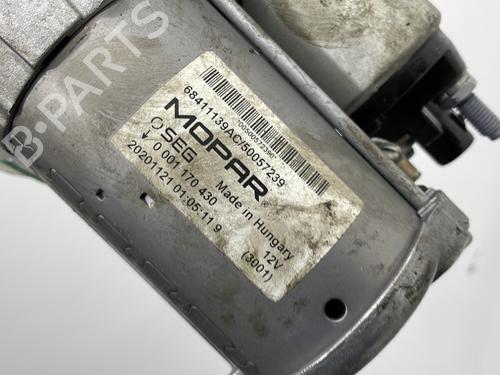 68411139AC/50057239
MOPAR
SEG
Made in Hungary
0 001 170 430
12V
20201121 01:05:11 9
(3001)
B-PARTS